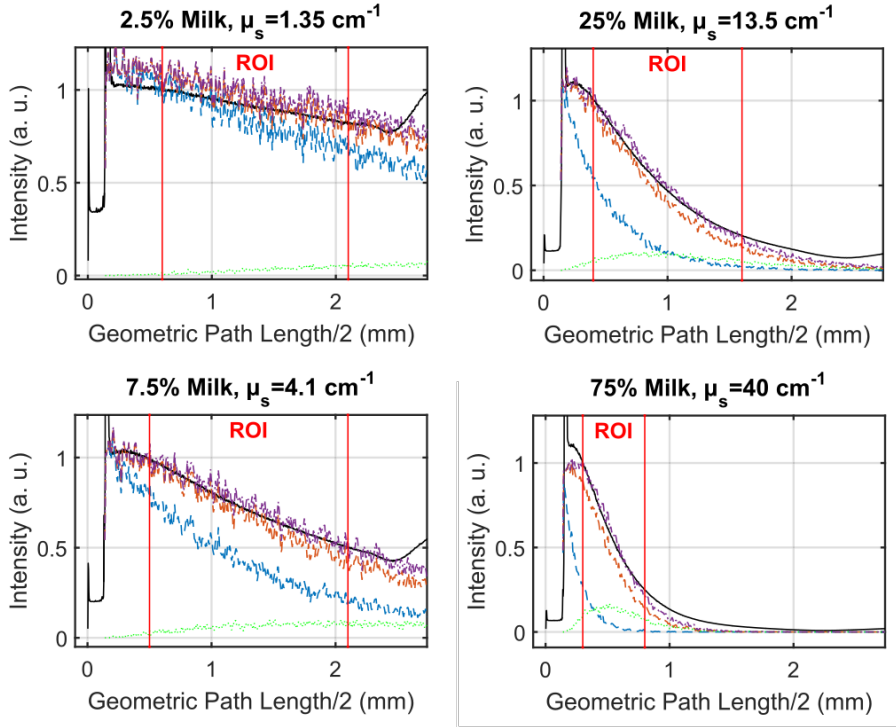 2.5% Milk, μs=1.35 cm-1
ROI
1
0.5
0
Intensity (a. u.)
0 1 2
Geometric Path Length/2 (mm)
25% Milk, μs=13.5 cm-1
ROI
1
0.5
0
Intensity (a. u.)
0 1 2
Geometric Path Length/2 (mm)
7.5% Milk, μs=4.1 cm-1
ROI
1
0.5
0
Intensity (a. u.)
0 1 2
Geometric Path Length/2 (mm)
75% Milk, μs=40 cm-1
ROI
1
0.5
0
Intensity (a. u.)
0 1 2
Geometric Path Length/2 (mm)